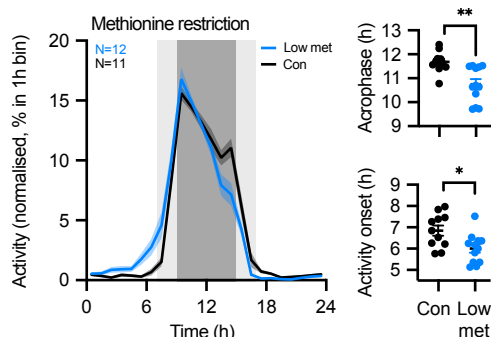 Methionine restriction
N=12
N=11
Low met
Con
Activity (normalised, % in 1h bin)
20
15
10
5
0
0
6
12
18
24
Time (h)
**
Acrophase (h)
13
12
11
10
9
*
Activity onset (h)
9
8
7
6
5
Con
Low
met